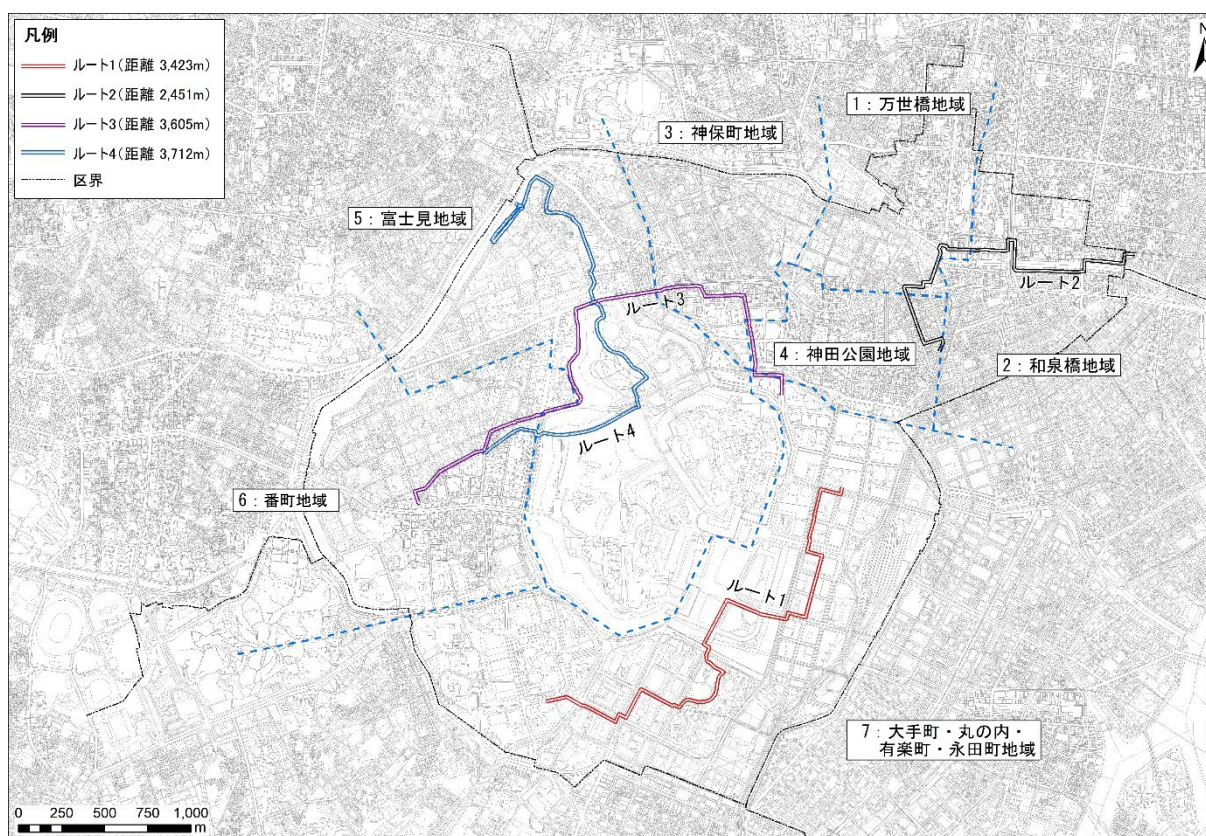 凡例
ルート1(距離 3,423m)
ルート2(距離 2,451m)
ルート3(距離 3,605m)
ルート4(距離 3,712m)
区界
N
1:万世橋地域
3:神保町地域
5:富士見地域
ルート2
ルート3
4:神田公園地域
2:和泉橋地域
ルート4
6:番町地域
ルート1
7:大手町・丸の内・
有楽町・永田町地域
0 250 500 750 1,000
m